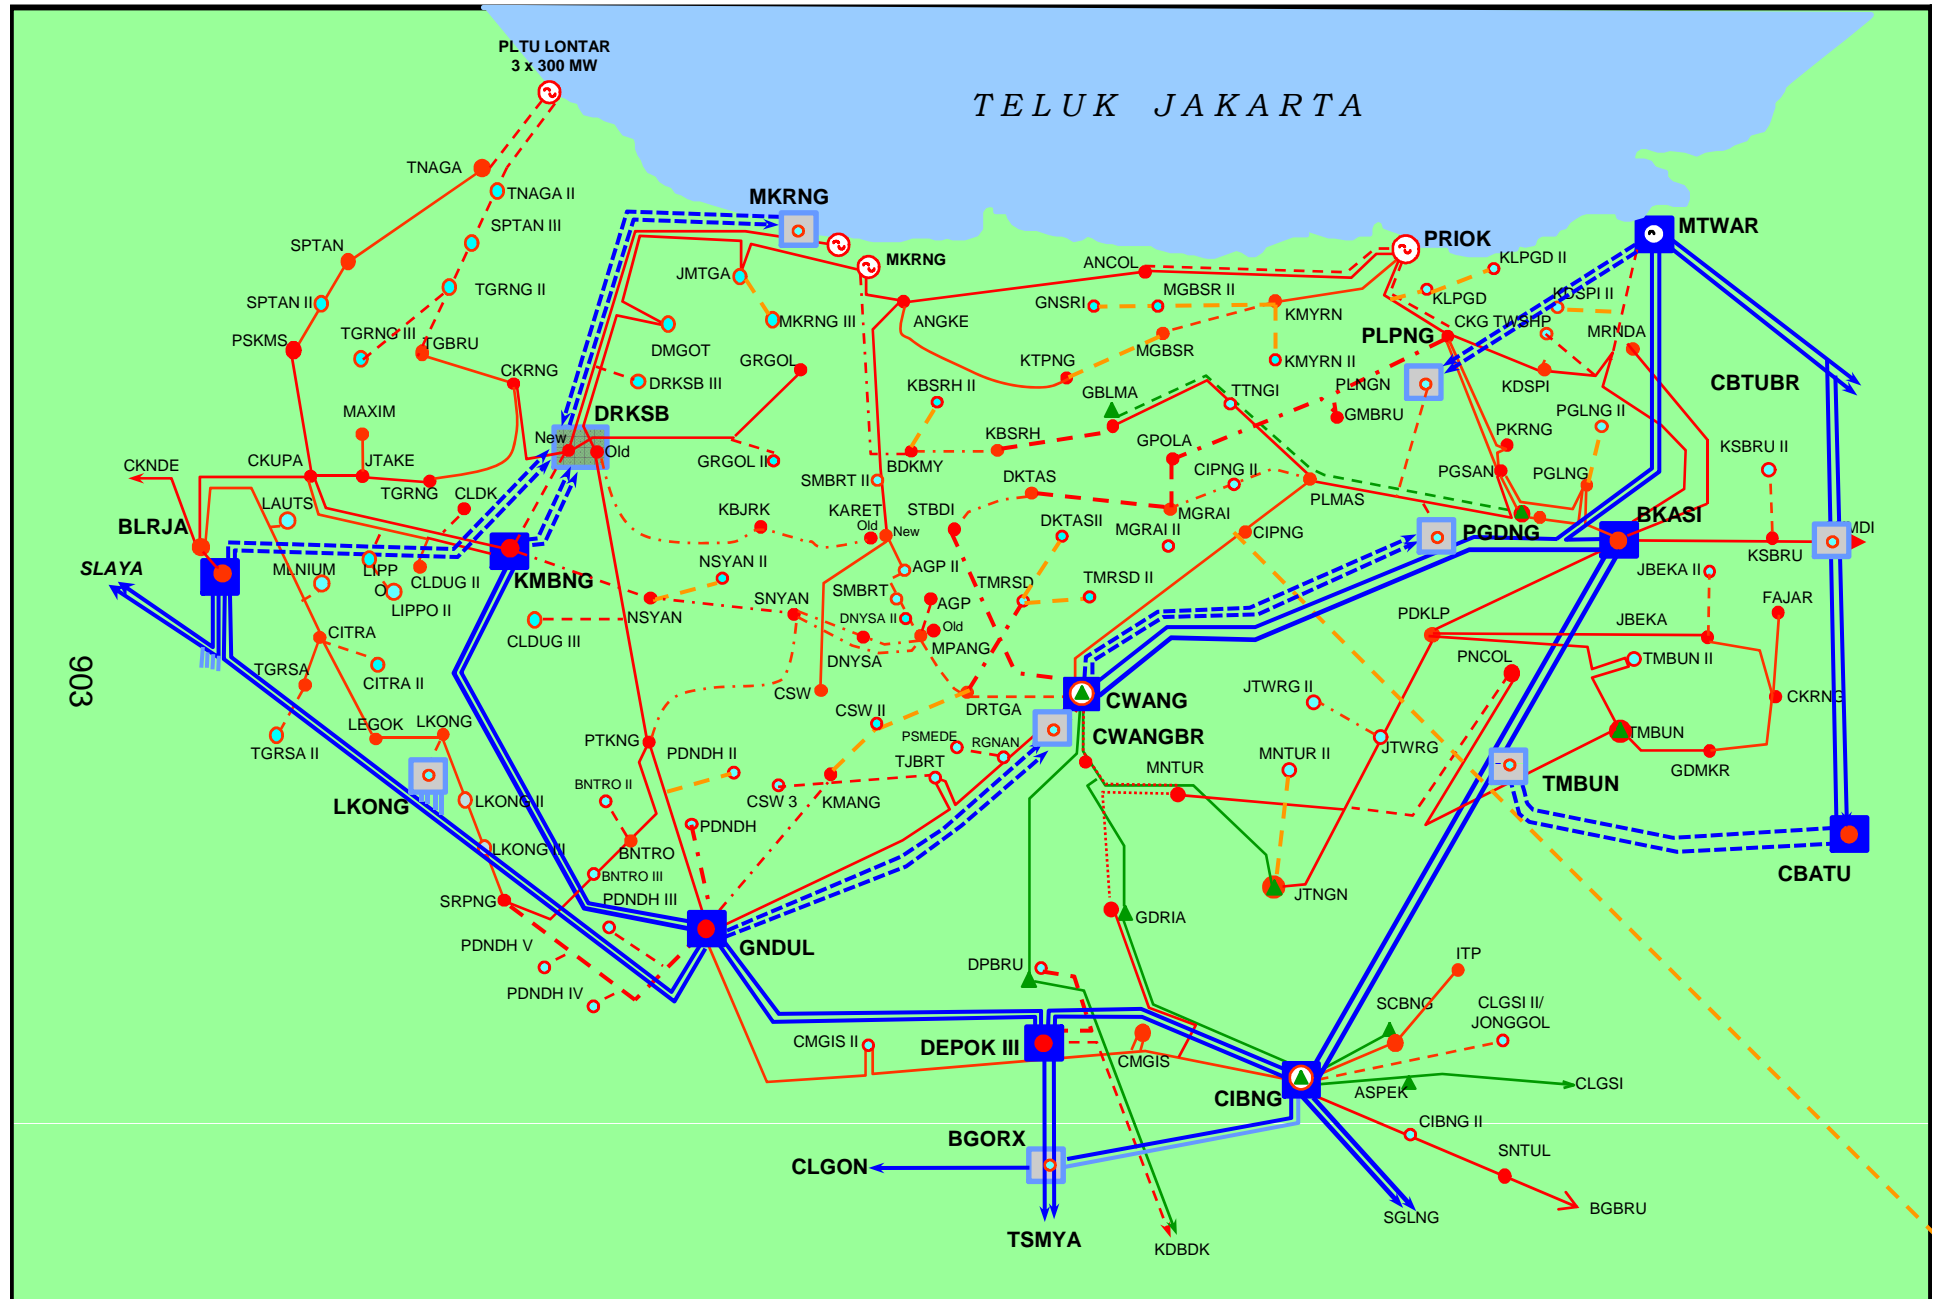 PLTU LONTAR
3 x 300 MW
TELUK JAKARTA
TNAGA
TNAGA II
SPTAN III
MKRNG
MTWAR
SPTAN
TGRNG II
JMTGA
MKRNG
ANCOL
PRIOK
KLPGD II
SPTAN II
MKRNG III
ANGKE
GNSRI
MGBSR II
KMYRN
KLPGD
KDSPI II
PSKMS
TGRNG III
TGBRU
DMGOT
GRGOL
KTPNG
MGBSR
KMYRN II
PLPNG
CKG TWSHP
MRNDA
CKRNG
DRKSB III
KBSRH II
GBLMA
TTNGI
PLNGN
KDSPI
CBTUBR
MAXIM
DRKSB
New
Old
GMBRU
PGLNG II
CKNDE
CKUPA
JTAKE
TGRNG
GRGOL II
BDKMY
KBSRH
GPOLA
PKRNG
KSBRU II
LAUTS
CLDK
SMBRT II
DKTAS
CIPNG II
PLMAS
PGSAN
PGLNG
BLRJA
KBJRK
KARET
Old
New
STBDI
DKTASII
MGRAI
MGRAI II
CIPNG
PGDNG
BKASI
KSBRU
MDI
SLAYA
MLNIUM
LIPP
O
LIPPO II
CLDUG II
KMBNG
NSYAN II
AGP II
TMRSD
TMRSD II
JBEKA II
FAJAR
CLDUG III
NSYAN
SNYAN
SMBRT
AGP
DNYSA II
Old
MPANG
DNYSA
PDKLP
JBEKA
903
CITRA
TGRSA
CITRA II
CSW
DRTGA
CWANG
JTWRG II
PNCOL
TMBUN II
CKRNG
TGRSA II
LEGOK
LKONG
PTKNG
PDNDH II
CSW II
PSMEDE
RGNAN
CWANGBR
MNTUR II
JTWRG
TMBUN
GDMKR
LKONG
LKONG II
LKONG III
BNTRO II
CSW 3
KMANG
TJBRT
MNTUR
TMBUN
PDNDH
BNTRO
BNTRO III
CBATU
SRPNG
PDNDH III
JTNGN
GDRIA
PDNDH V
GNDUL
PDNDH IV
DPBRU
ITP
SCBNG
CLGSI II/
JONGGOL
CMGIS II
DEPOK III
CMGIS
CIBNG
ASPEK
CLGSI
CIBNG II
BGORX
CLGON
SNTUL
BGBRU
SGLNG
TSMYA
KDBDK